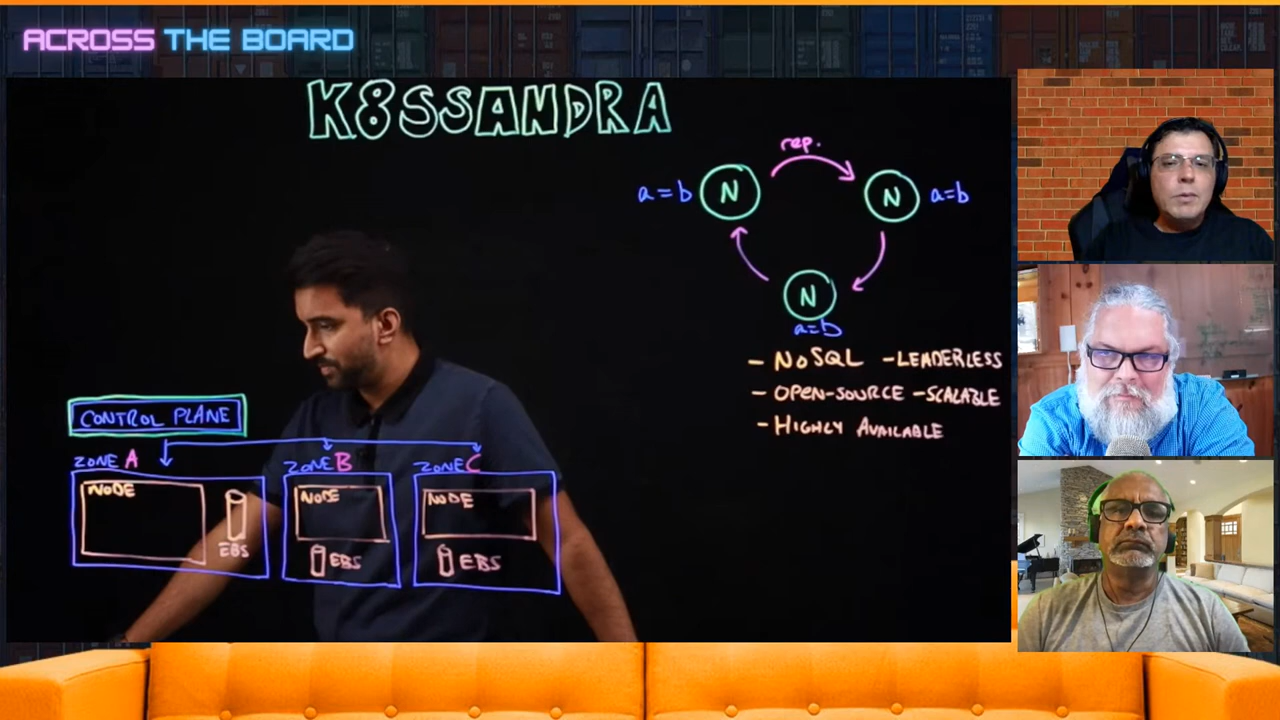 ACROSS THE BOARD
K8SSANDRA
rep.
a = b N N a=b
N
a=b
- NoSQL - LEADERLESS
- OPEN-SOURCE - SCALABLE
- HIGHLY AVAILABLE
CONTROL PLANE
ZONE A ZONE B ZONE C
NODE NODE NODE
EBS EBS EBS